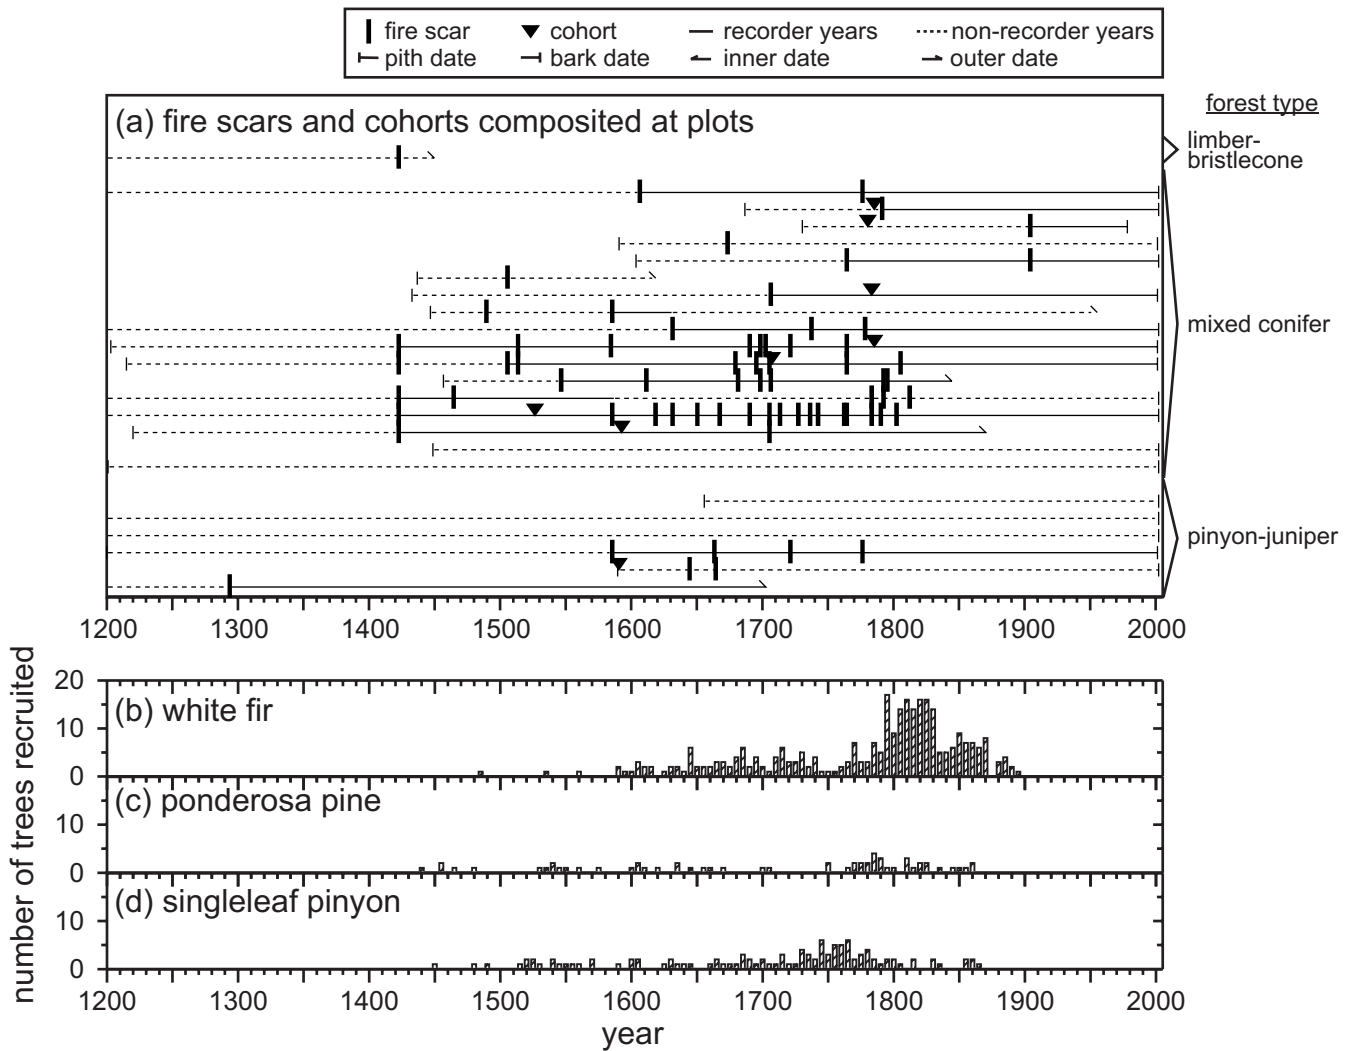 fire scar cohort recorder years non-recorder years
pith date bark date inner date outer date
forest type
(a) fire scars and cohorts composited at plots
limber-
bristlecone
mixed conifer
pinyon-juniper
1200 1300 1400 1500 1600 1700 1800 1900 2000
number of trees recruited
20
(b) white fir
10
0
(c) ponderosa pine
10
0
(d) singleleaf pinyon
10
0
1200 1300 1400 1500 1600 1700 1800 1900 2000
year